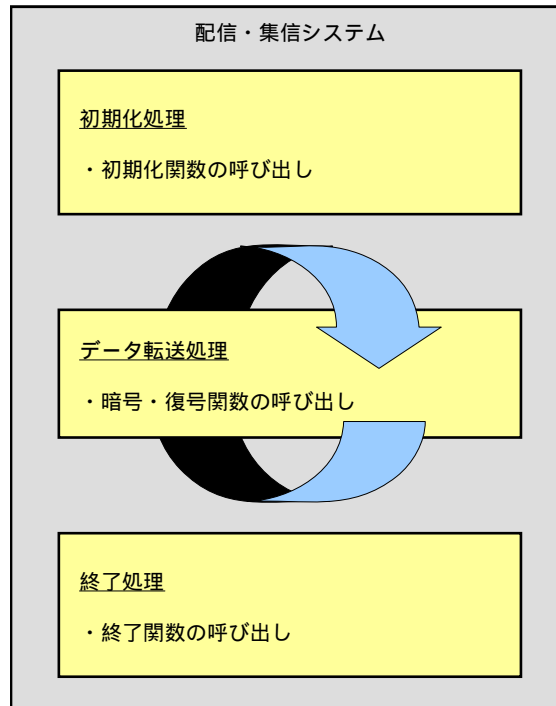 配信・集信システム
初期化処理
・初期化関数の呼び出し
データ転送処理
・暗号・復号関数の呼び出し
終了処理
・終了関数の呼び出し